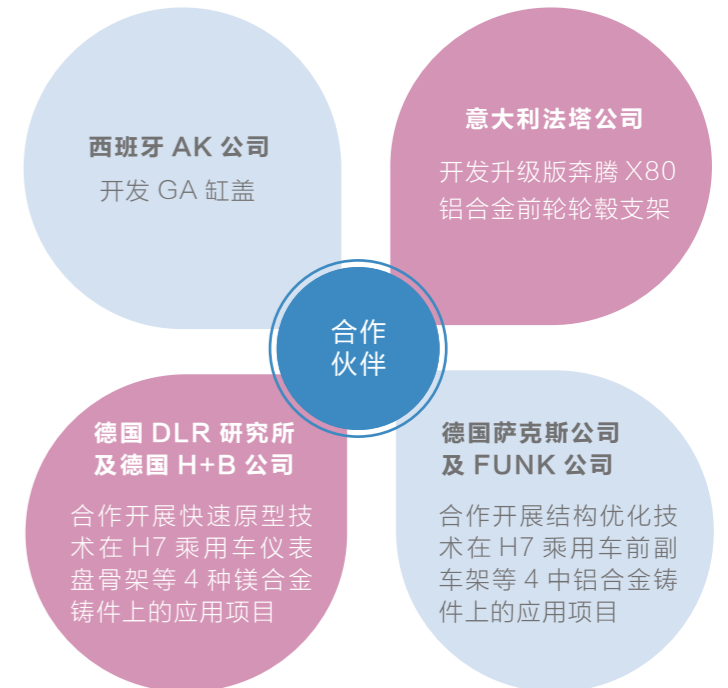 西班牙 AK 公司
开发 GA 缸盖
意大利法塔公司
开发升级版奔腾 X80
铝合金前轮轮毂支架
合作
伙伴
德国 DLR 研究所
及德国 H+B 公司
合作开展快速原型技
术在 H7 乘用车仪表
盘骨架等 4 种镁合金
铸件上的应用项目
德国萨克斯公司
及 FUNK 公司
合作开展结构优化技
术在 H7 乘用车前副
车架等 4 中铝合金铸
件上的应用项目